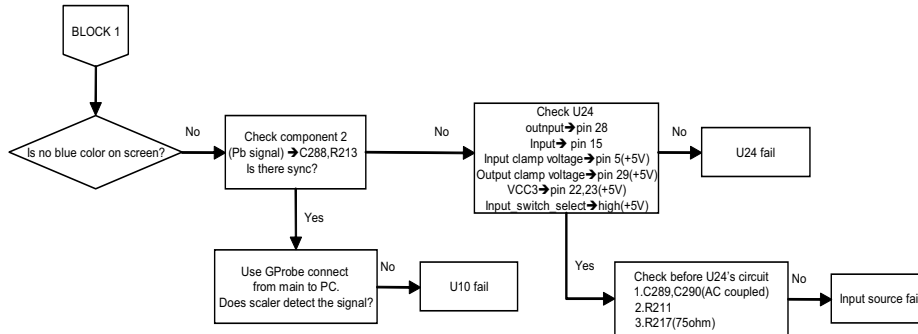 BLOCK 1
Is no blue color on screen?
No
Check component 2
(Pb signal) ➔C288,R213
Is there sync?
No
Check U24
outnput➔pin 28
Input➔ pin 15
Input clamp voltage➔pin 5(+5V)
Output clamp voltage➔pin 29(+5V)
VCC3➔pin 22,23(+5V)
Input_switch_select➔high(+5V)
No
U24 fail
Yes
Use GProbe connect
from main to PC.
Does scaler detect the signal?
No
U10 fail
Yes
Check before U24's circuit
1.C289,C290(AC coupled)
2.R211
3.R217(75ohm)
No
Input source fail